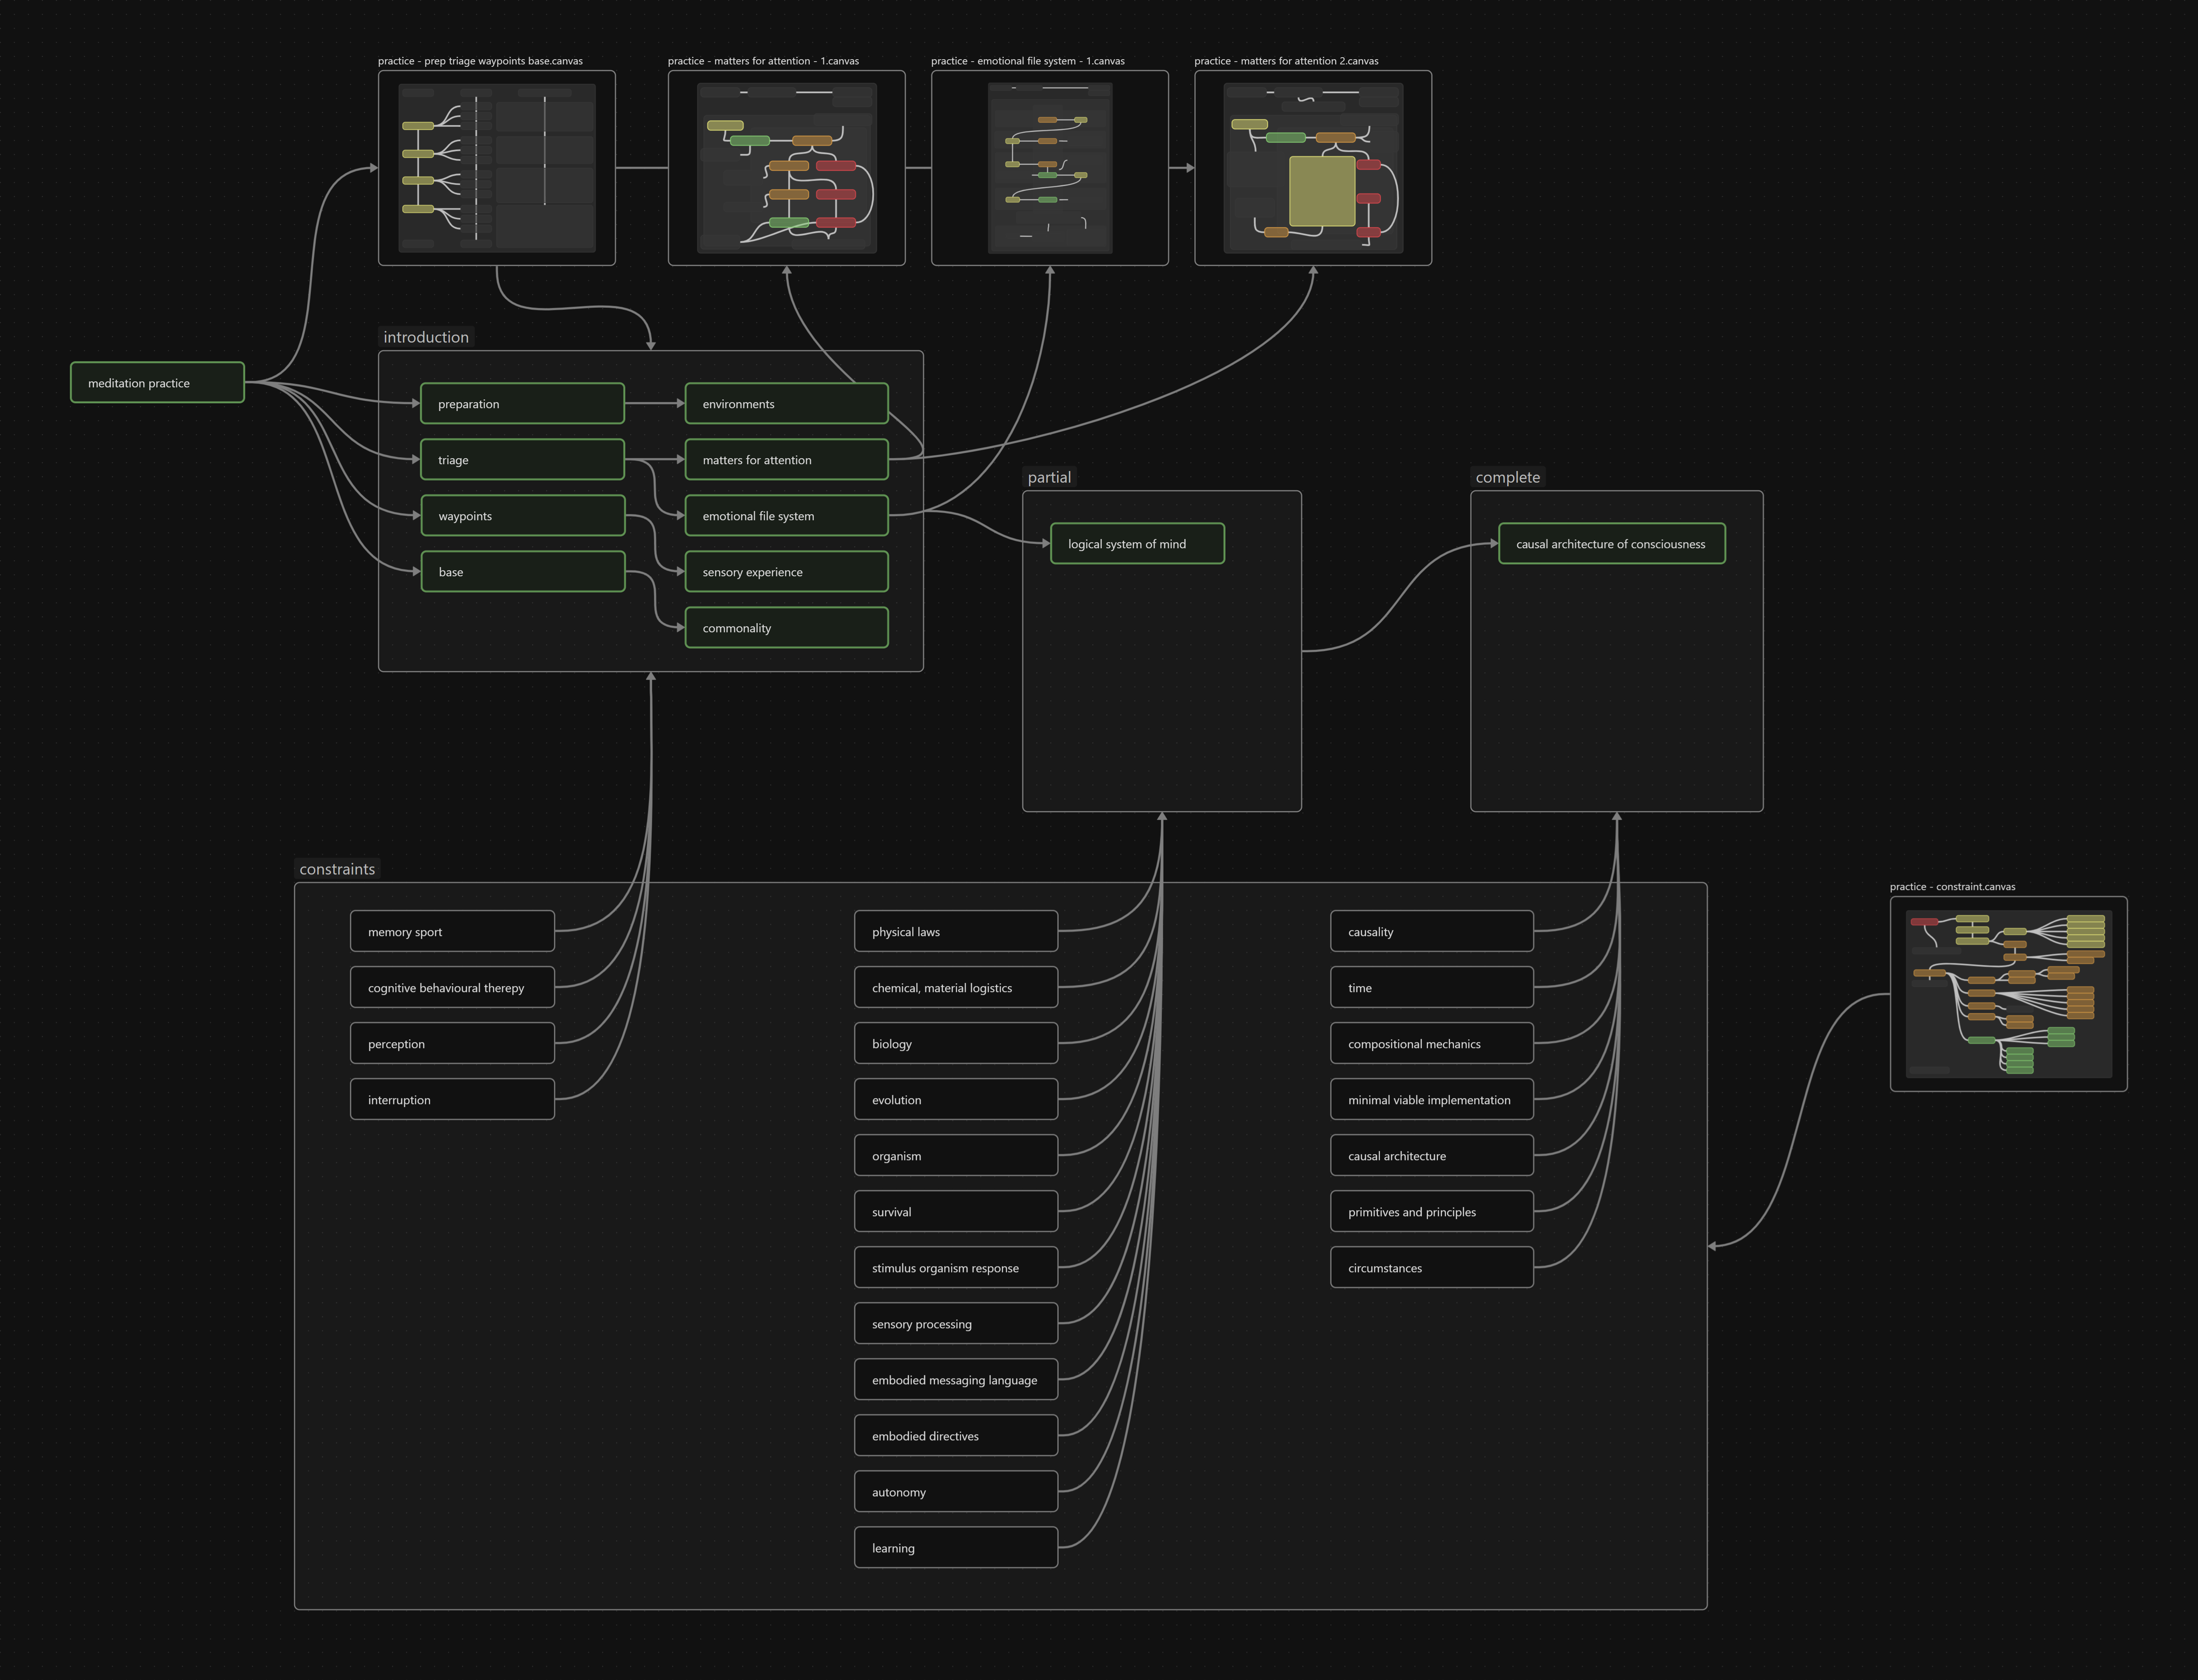 practice - prep triage waypoints base.canvas
practice - matters for attention - 1.canvas
practice - emotional file system - 1.canvas
practice - matters for attention 2.canvas
introduction
meditation practice
preparation
environments
triage
matters for attention
waypoints
emotional file system
base
sensory experience
commonality
partial
logical system of mind
complete
causal architecture of consciousness
constraints
memory sport
cognitive behavioural therepy
perception
interruption
physical laws
chemical, material logistics
biology
evolution
organism
survival
stimulus organism response
sensory processing
embodied messaging language
embodied directives
autonomy
learning
causality
time
compositional mechanics
minimal viable implementation
causal architecture
primitives and principles
circumstances
practice - constraint.canvas